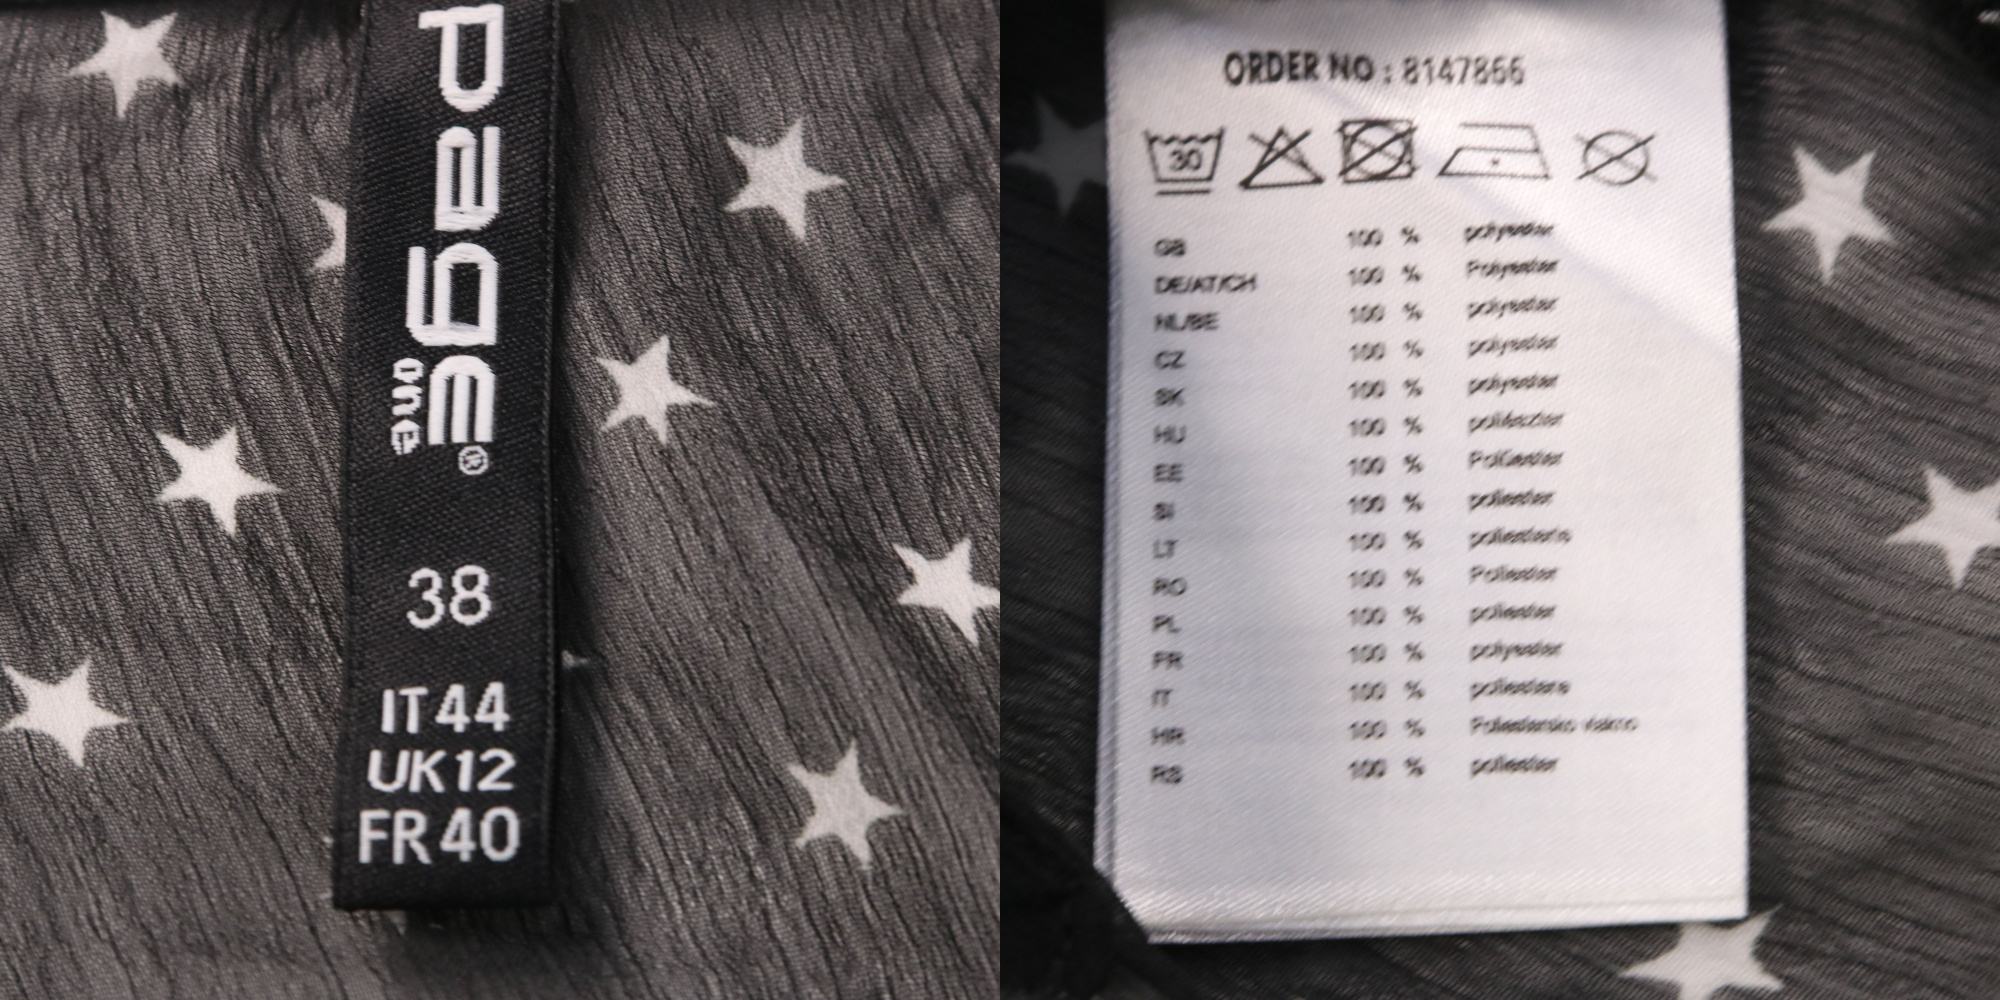 page
one®
38
IT 44
UK 12
FR 40
ORDER NO : 8147866
30
GB 100 % polyester
DE/AT/CH 100 % Polyester
NL/BE 100 % polyester
CZ 100 % polyester
SK 100 % polyester
HU 100 % poliészter
EE 100 % Polüester
SI 100 % poliester
LT 100 % poliesteris
RO 100 % Poliester
PL 100 % poliester
FR 100 % polyester
IT 100 % poliestere
HR 100 % Poliestersko vlakno
RS 100 % poliester